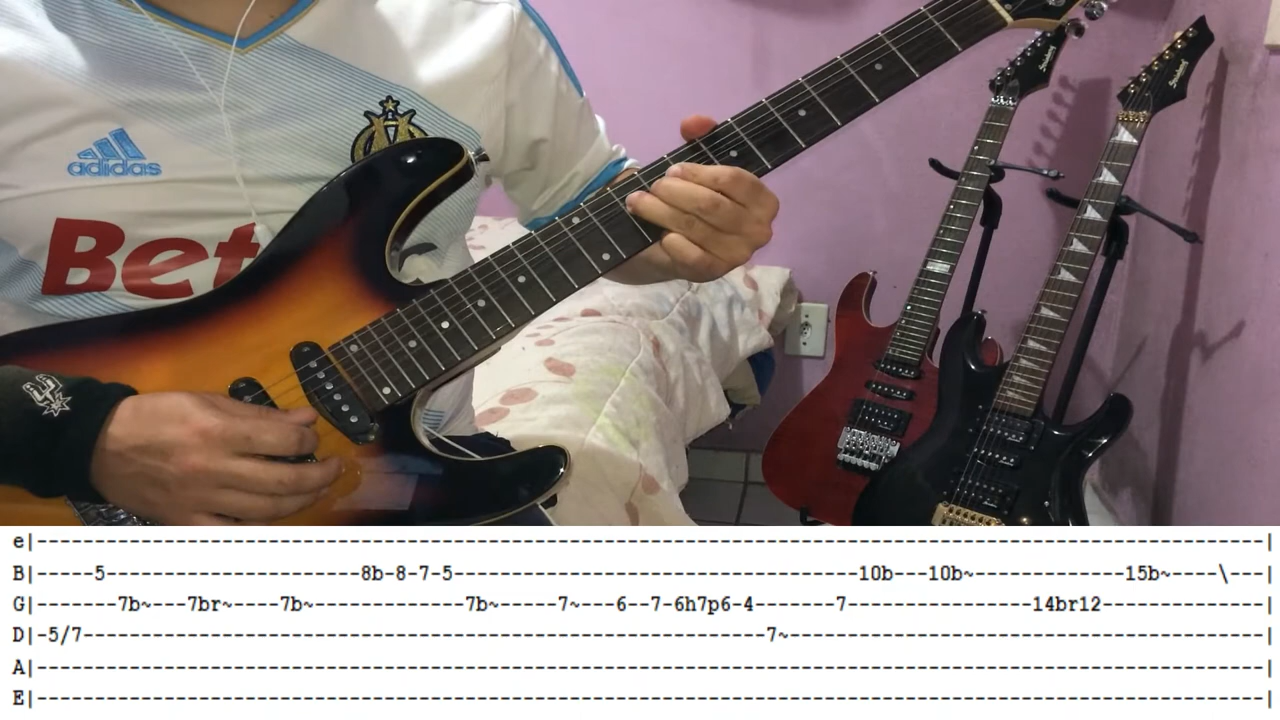 adidas
Bet
e|---------------------------------------------------------------------------------------------------------|
B|-----5----------------------8b-8-7-5----------------------------------10b---10b~-------------15b~----\---|
G|-------7b~---7br~----7b~-------------7b~-----7~---6--7-6h7p6-4-------7---------------14br12--------------|
D|-5/7----------------------------------------------------------7~-----------------------------------------|
A|---------------------------------------------------------------------------------------------------------|
E|---------------------------------------------------------------------------------------------------------|